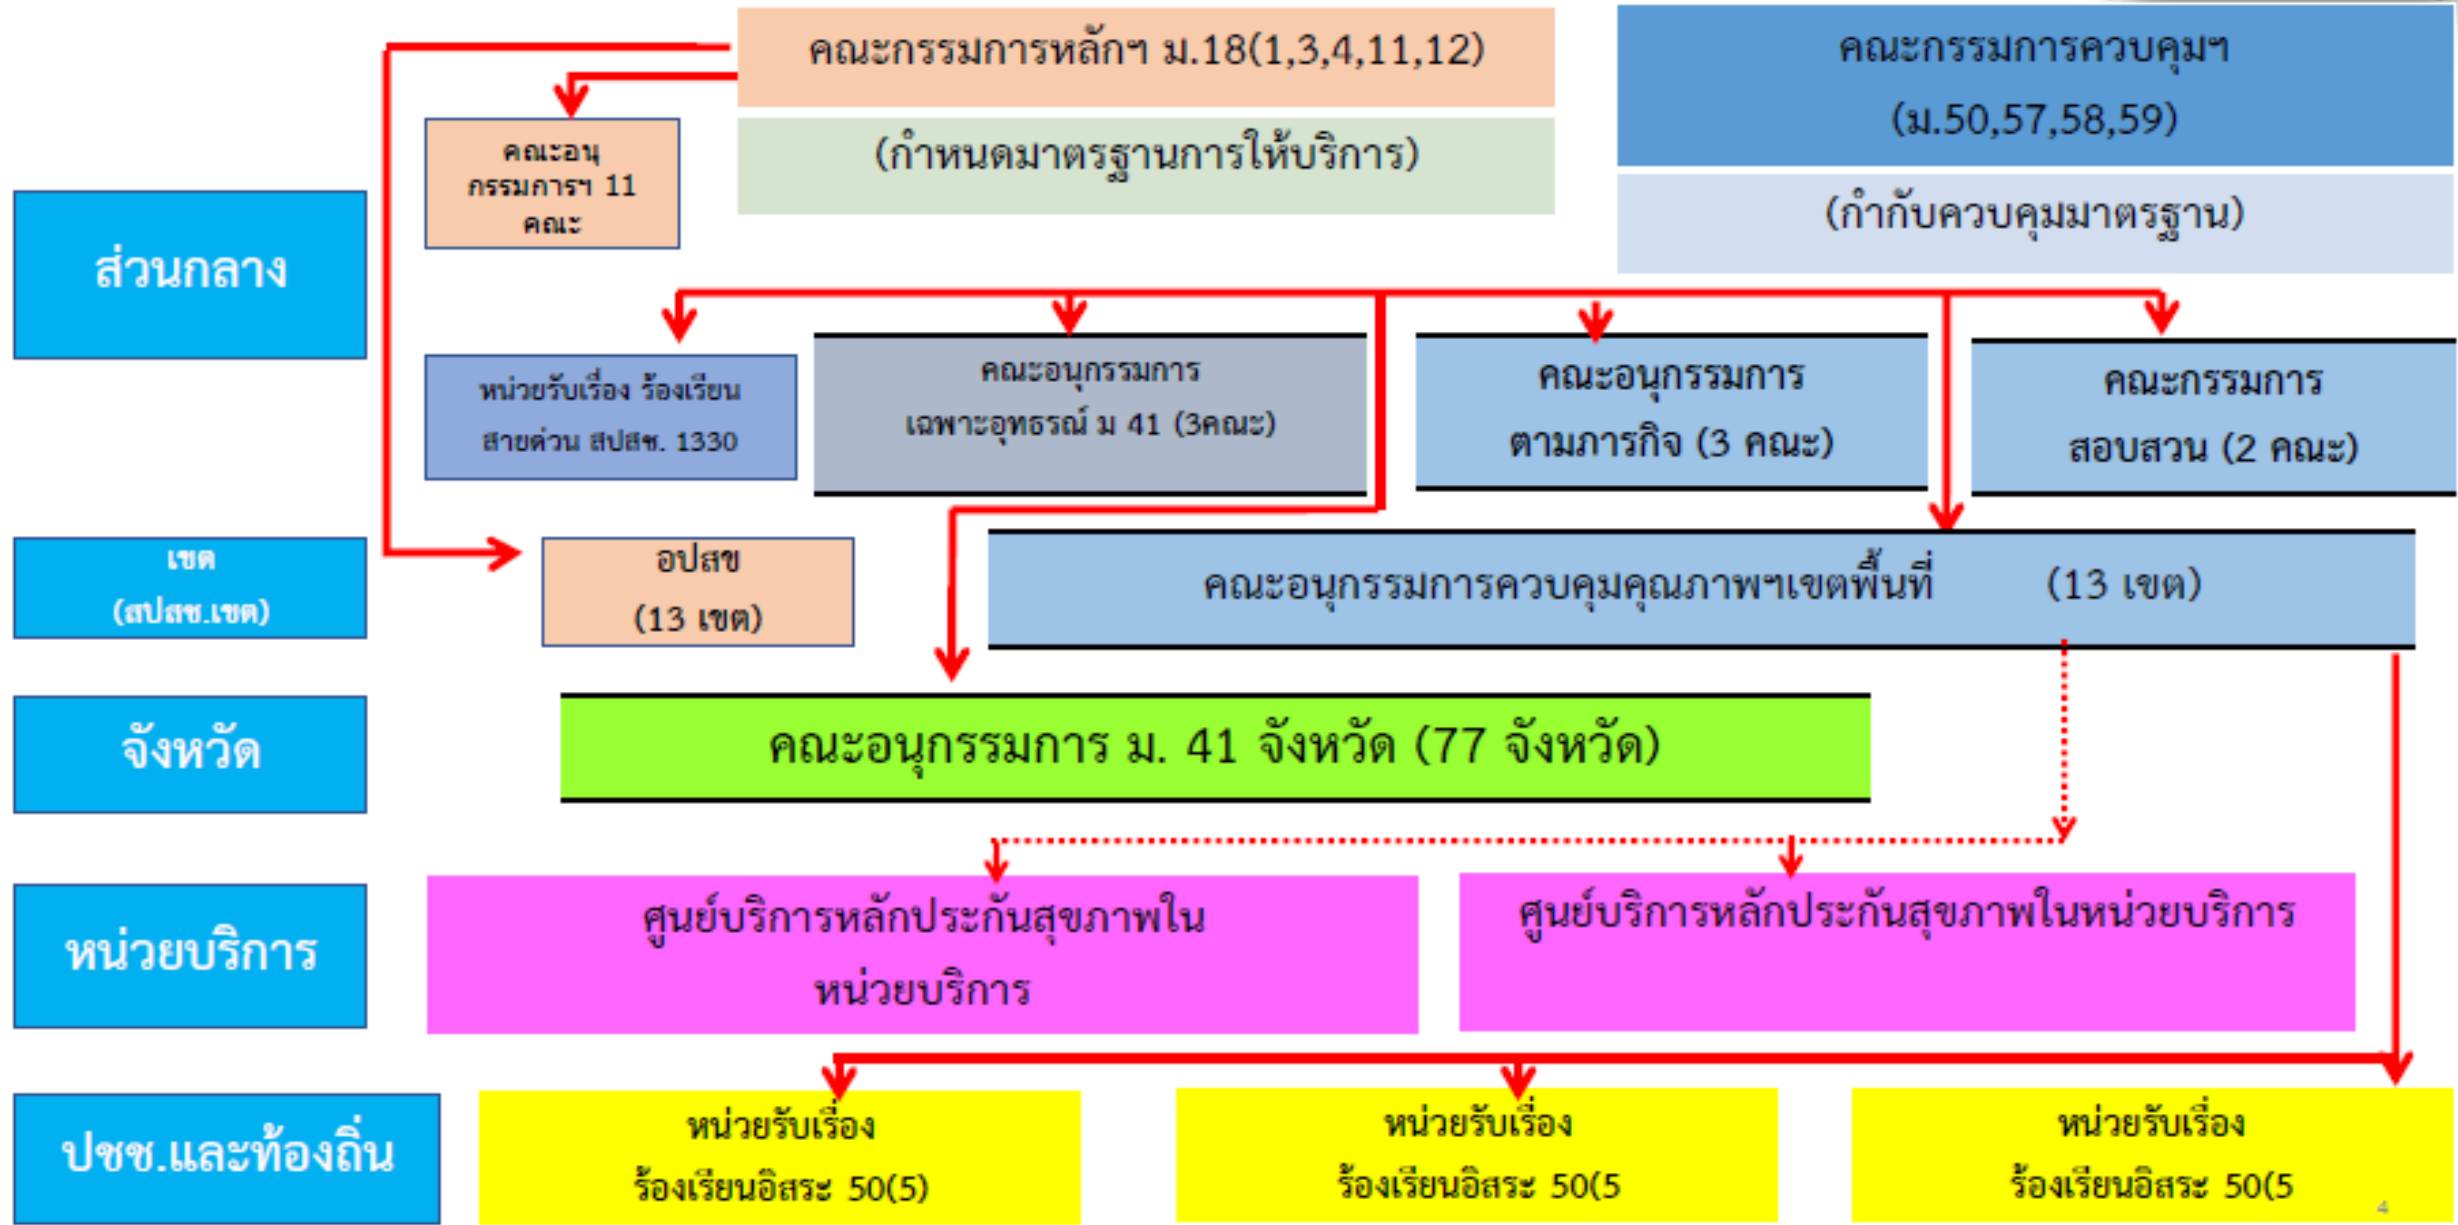 คณะกรรมการหลักฯ ม.18(1,3,4,11,12)
(กำหนดมาตรฐานการให้บริการ)
คณะกรรมการควบคุมฯ
(ม.50,57,58,59)
(กำกับควบคุมมาตรฐาน)
คณะอนุ
กรรมการฯ 11
คณะ
ส่วนกลาง
หน่วยรับเรื่อง ร้องเรียน
สายด่วน สปสช. 1330
คณะอนุกรรมการ
เฉพาะอุทธรณ์ ม 41 (3คณะ)
คณะอนุกรรมการ
ตามภารกิจ (3 คณะ)
คณะกรรมการ
สอบสวน (2 คณะ)
เขต
(สปสช.เขต)
อปสข
(13 เขต)
คณะอนุกรรมการควบคุมคุณภาพฯเขตพื้นที่ (13 เขต)
จังหวัด
คณะอนุกรรมการ ม. 41 จังหวัด (77 จังหวัด)
หน่วยบริการ
ศูนย์บริการหลักประกันสุขภาพใน
หน่วยบริการ
ศูนย์บริการหลักประกันสุขภาพในหน่วยบริการ
ปชช.และท้องถิ่น
หน่วยรับเรื่อง
ร้องเรียนอิสระ 50(5)
หน่วยรับเรื่อง
ร้องเรียนอิสระ 50(5
หน่วยรับเรื่อง
ร้องเรียนอิสระ 50(5
4